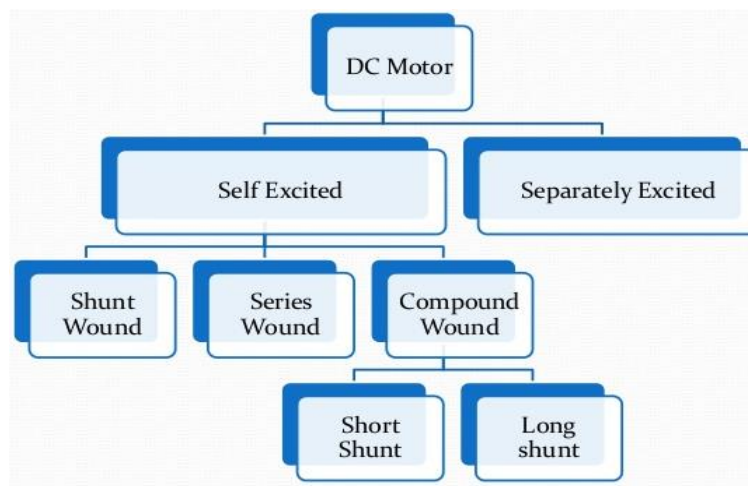 DC Motor
Self Excited
Separately Excited
Shunt
Wound
Series
Wound
Compound
Wound
Short
Shunt
Long
shunt